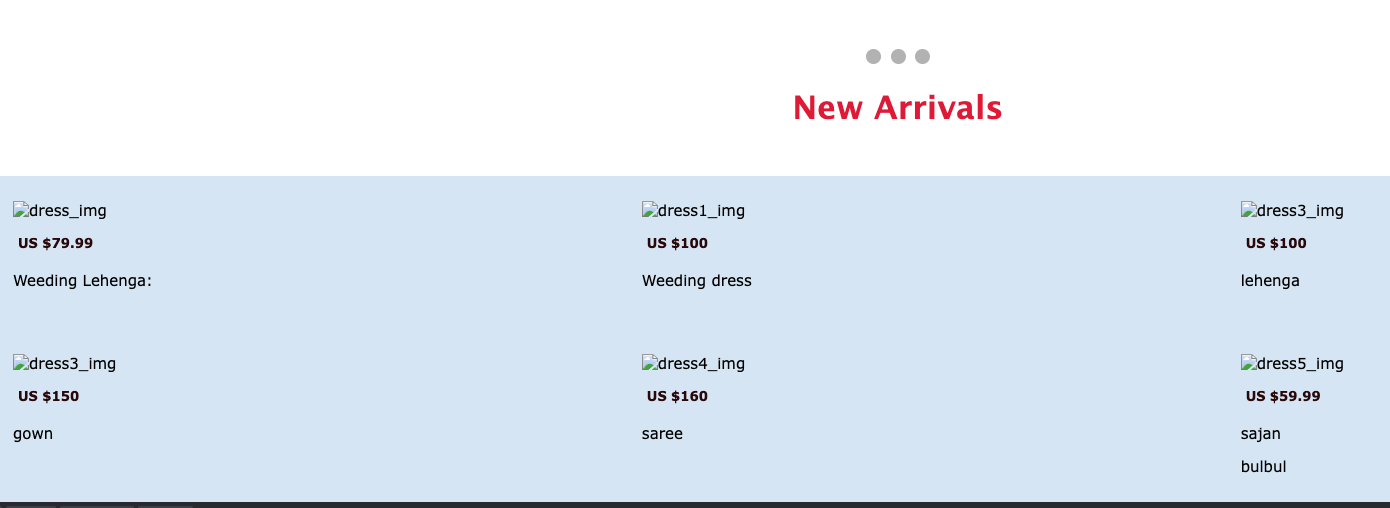 New Arrivals
dress_img dress1_img dress3_img
US $79.99 US $100 US $100
Weeding Lehenga: Weeding dress lehenga
dress3_img dress4_img dress5_img
US $150 US $160 US $59.99
gown saree sajan
bulbul